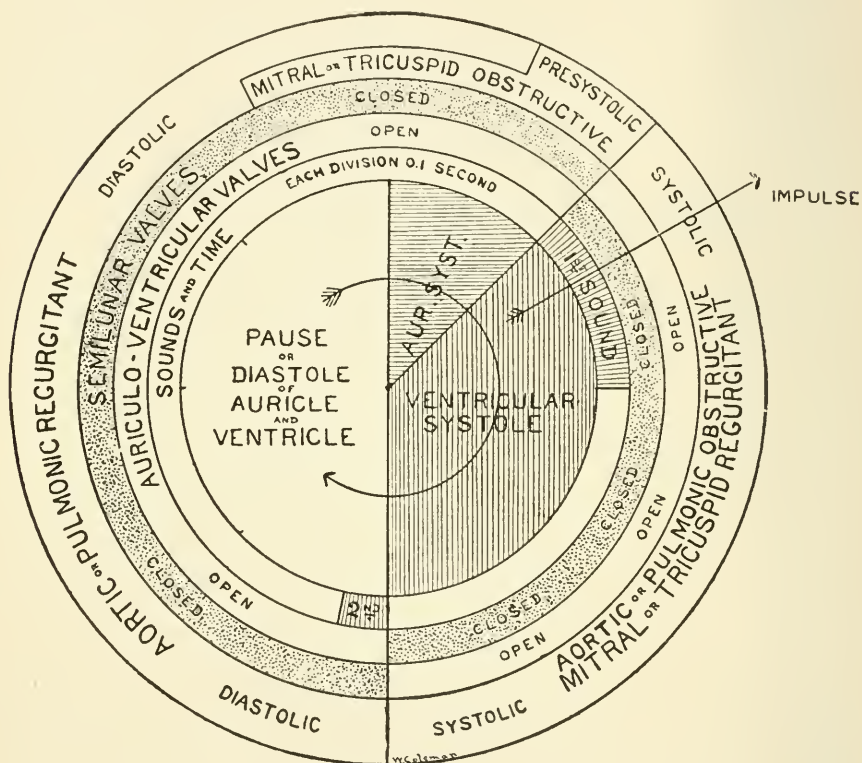 PRESYSTOLIC
MITRAL OR TRICUSPID OBSTRUCTIVE
CLOSED
OPEN
EACH DIVISION 0.1 SECOND
DIASTOLIC
SYSTOLIC
IMPULSE
SEMILUNAR VALVES
AURICULO-VENTRICULAR VALVES
SOUNDS AND TIME
AUR. SYST.
1ST SOUND
CLOSED
OPEN
PAUSE
OR
DIASTOLE
OF
AURICLE
AND
VENTRICLE
VENTRICULAR
SYSTOLE
AORTIC OR PULMONIC REGURGITANT
AORTIC OR PULMONIC OBSTRUCTIVE
MITRAL OR TRICUSPID REGURGITANT
CLOSED
OPEN
OPEN
2ND
CLOSED
CLOSED
OPEN
DIASTOLIC
SYSTOLIC
W Coleman